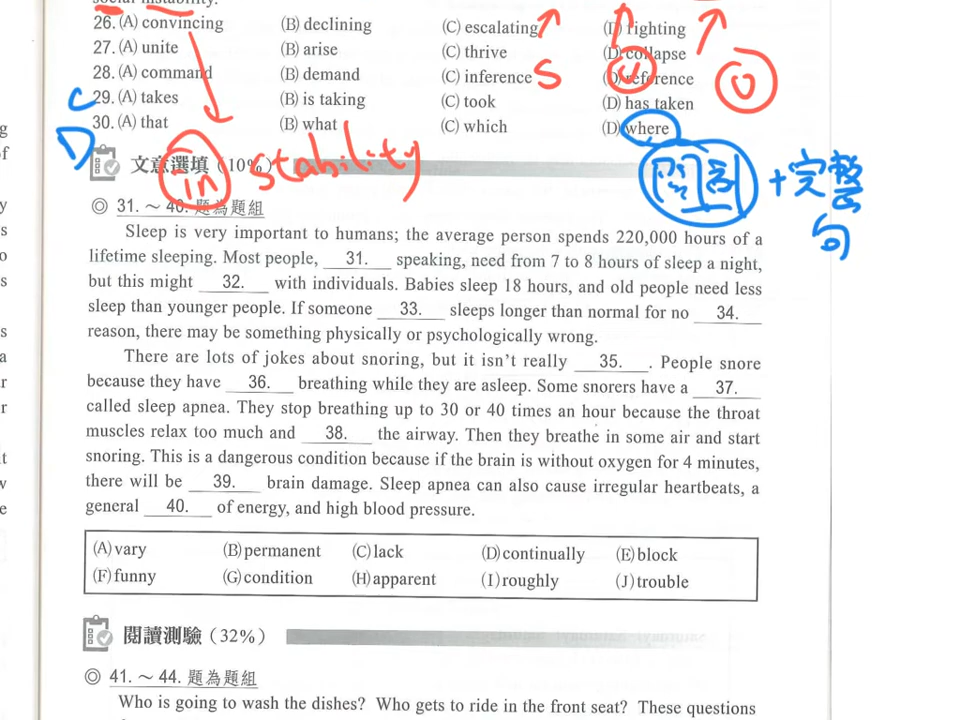 social instability.
26. (A) convincing (B) declining (C) escalating (D) fighting
27. (A) unite (B) arise (C) thrive (D) collapse
28. (A) command (B) demand (C) inference (D) reference
29. (A) takes (B) is taking (C) took (D) has taken
30. (A) that (B) what (C) which (D) where
S
C
D
in stability
關副+完整句
文意選填(10%)
◎ 31. ~ 40. 題為題組
Sleep is very important to humans; the average person spends 220,000 hours of a
lifetime sleeping. Most people, 31. speaking, need from 7 to 8 hours of sleep a night,
but this might 32. with individuals. Babies sleep 18 hours, and old people need less
sleep than younger people. If someone 33. sleeps longer than normal for no 34.
reason, there may be something physically or psychologically wrong.
There are lots of jokes about snoring, but it isn't really 35. . People snore
because they have 36. breathing while they are asleep. Some snorers have a 37.
called sleep apnea. They stop breathing up to 30 or 40 times an hour because the throat
muscles relax too much and 38. the airway. Then they breathe in some air and start
snoring. This is a dangerous condition because if the brain is without oxygen for 4 minutes,
there will be 39. brain damage. Sleep apnea can also cause irregular heartbeats, a
general 40. of energy, and high blood pressure.
(A) vary (B) permanent (C) lack (D) continually (E) block
(F) funny (G) condition (H) apparent (I) roughly (J) trouble
閱讀測驗(32%)
◎ 41. ~ 44. 題為題組
Who is going to wash the dishes? Who gets to ride in the front seat? These questions